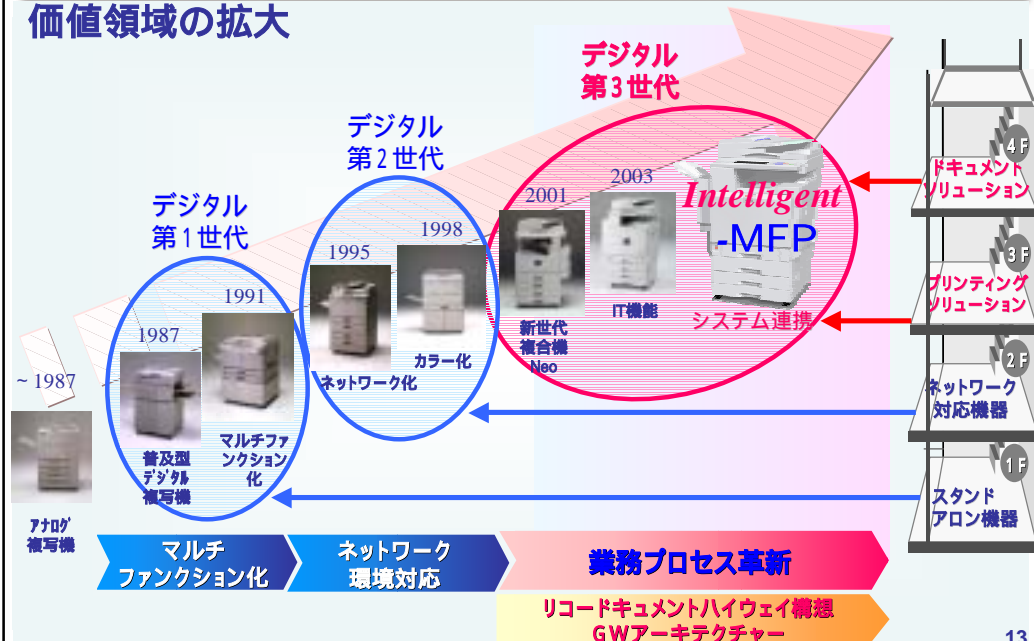 価値領域の拡大
デジタル
第3世代
デジタル
第2世代
デジタル
第1世代
~1987
1987
1991
1995
1998
2001
2003
Intelligent
-MFP
システム連携
IT機能
新世代
複合機
Neo
カラー化
ネットワーク化
マルチファ
ンクション
化
普及型
デジタル
複写機
アナログ
複写機
4F
ドキュメント
ソリューション
3F
プリンティング
ソリューション
2F
ネットワーク
対応機器
1F
スタンド
アロン機器
マルチ
ファンクション化
ネットワーク
環境対応
業務プロセス革新
リコードキュメントハイウェイ構想
GWアーキテクチャー
13